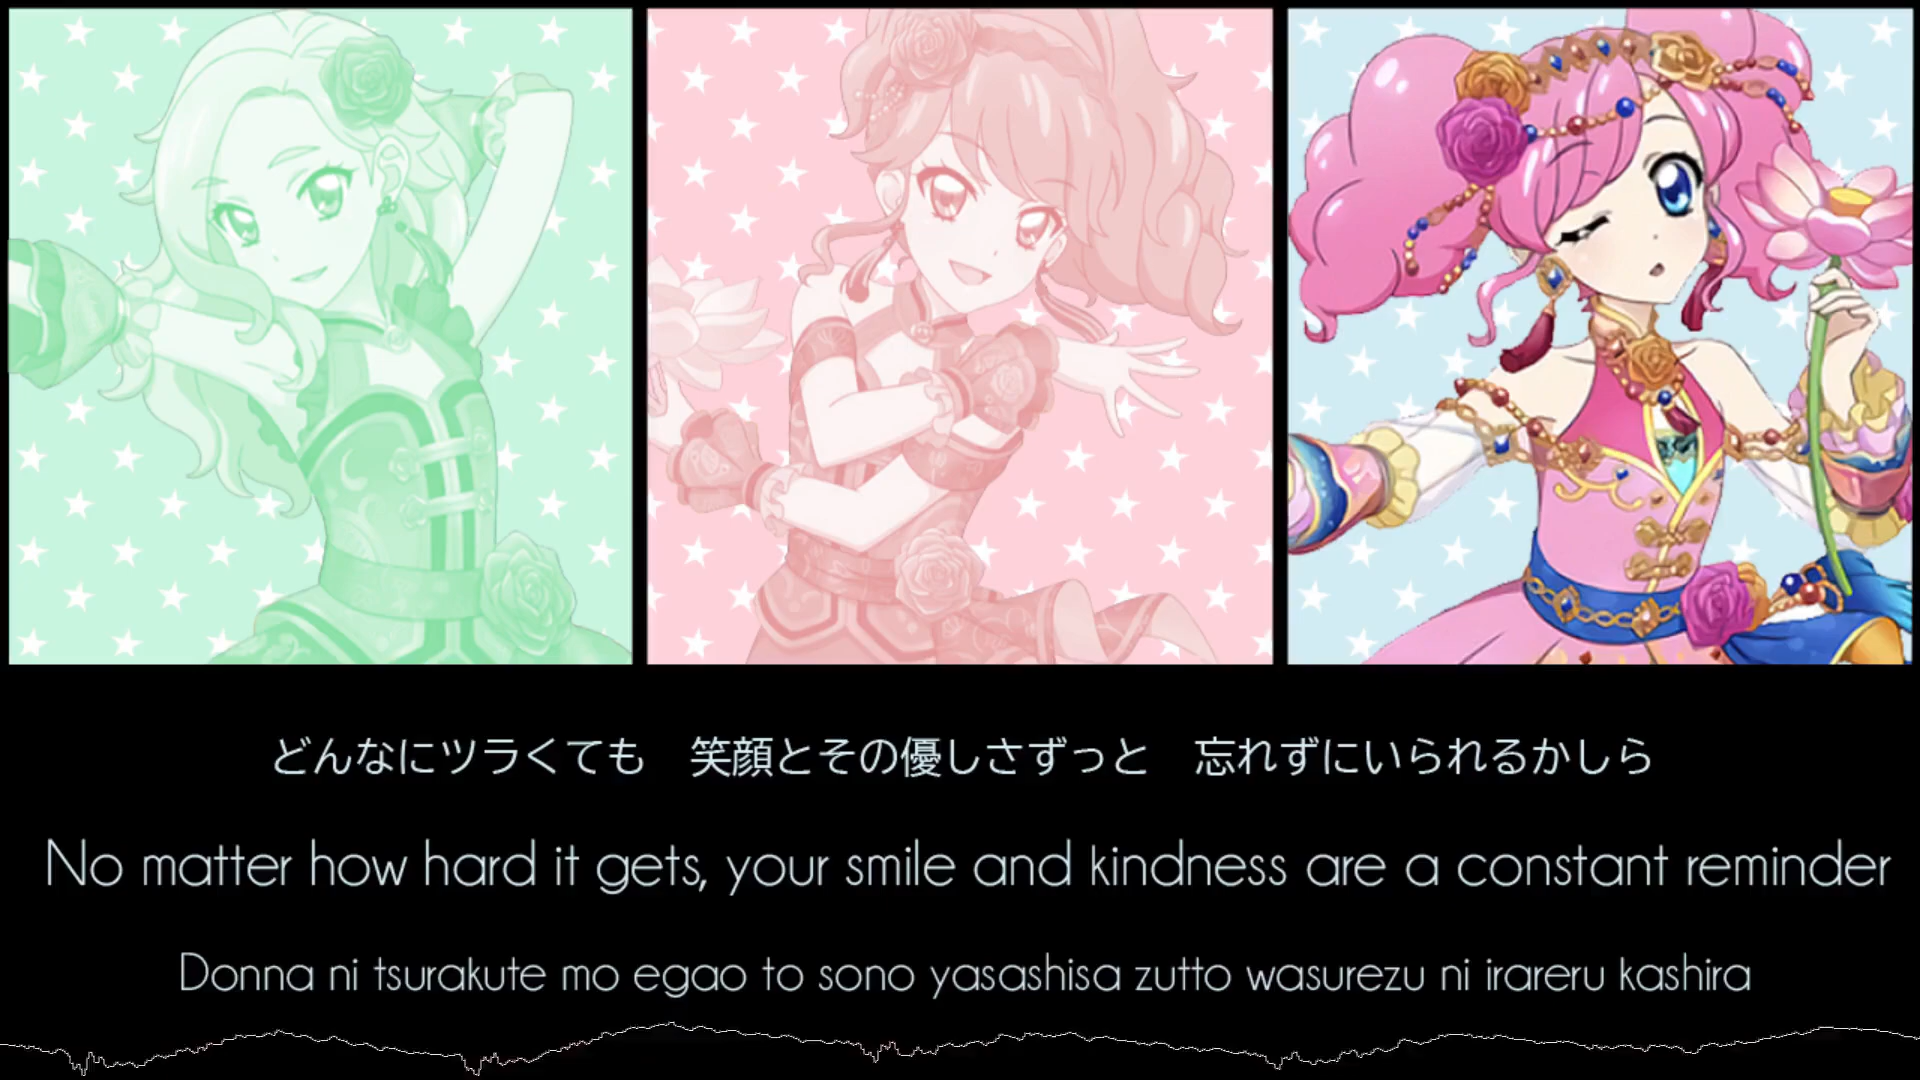 どんなにツラくても　笑顔とその優しさずっと　忘れずにいられるかしら
No matter how hard it gets, your smile and kindness are a constant reminder
Donna ni tsurakute mo egao to sono yasashisa zutto wasurezu ni irareru kashira